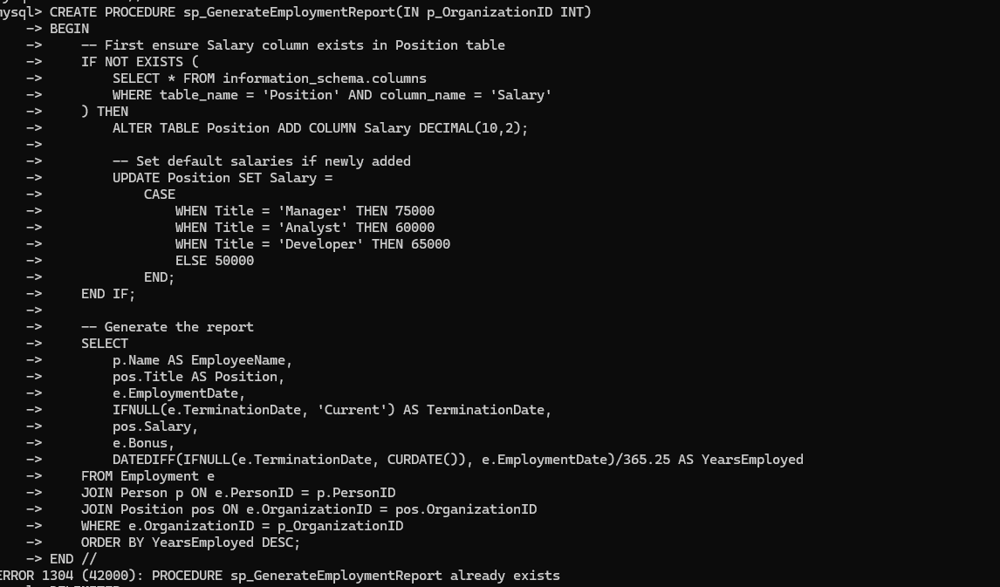 mysql> CREATE PROCEDURE sp_GenerateEmploymentReport(IN p_OrganizationID INT)
    -> BEGIN
    ->     -- First ensure Salary column exists in Position table
    ->     IF NOT EXISTS (
    ->         SELECT * FROM information_schema.columns
    ->         WHERE table_name = 'Position' AND column_name = 'Salary'
    ->     ) THEN
    ->         ALTER TABLE Position ADD COLUMN Salary DECIMAL(10,2);
    ->
    ->         -- Set default salaries if newly added
    ->         UPDATE Position SET Salary =
    ->             CASE
    ->                 WHEN Title = 'Manager' THEN 75000
    ->                 WHEN Title = 'Analyst' THEN 60000
    ->                 WHEN Title = 'Developer' THEN 65000
    ->                 ELSE 50000
    ->             END;
    ->     END IF;
    ->
    ->     -- Generate the report
    ->     SELECT
    ->         p.Name AS EmployeeName,
    ->         pos.Title AS Position,
    ->         e.EmploymentDate,
    ->         IFNULL(e.TerminationDate, 'Current') AS TerminationDate,
    ->         pos.Salary,
    ->         e.Bonus,
    ->         DATEDIFF(IFNULL(e.TerminationDate, CURDATE()), e.EmploymentDate)/365.25 AS YearsEmployed
    ->     FROM Employment e
    ->     JOIN Person p ON e.PersonID = p.PersonID
    ->     JOIN Position pos ON e.OrganizationID = pos.OrganizationID
    ->     WHERE e.OrganizationID = p_OrganizationID
    ->     ORDER BY YearsEmployed DESC;
    -> END //
ERROR 1304 (42000): PROCEDURE sp_GenerateEmploymentReport already exists